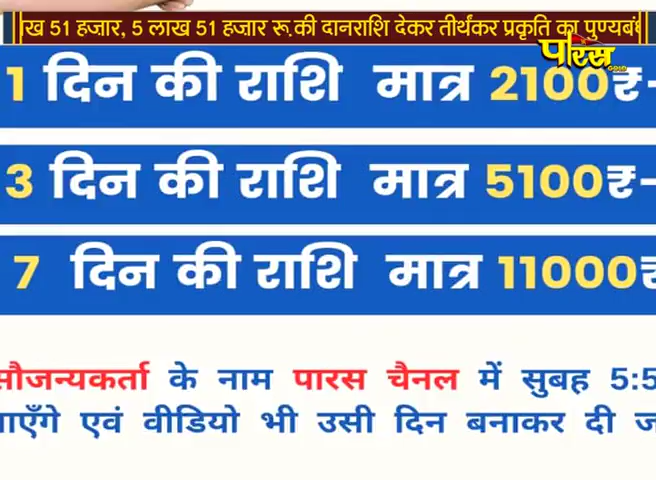 51 हजार, 5 लाख 51 हजार रू.की दानराशि देकर तीर्थंकर प्रकृति का
पारस
GOLD
1 दिन की राशि मात्र 2100₹-
3 दिन की राशि मात्र 5100₹-
7 दिन की राशि मात्र 11000₹
सौजन्यकर्ता के नाम पारस चैनल में सुबह 5:5
एवं वीडियो भी उसी दिन बनाकर दी